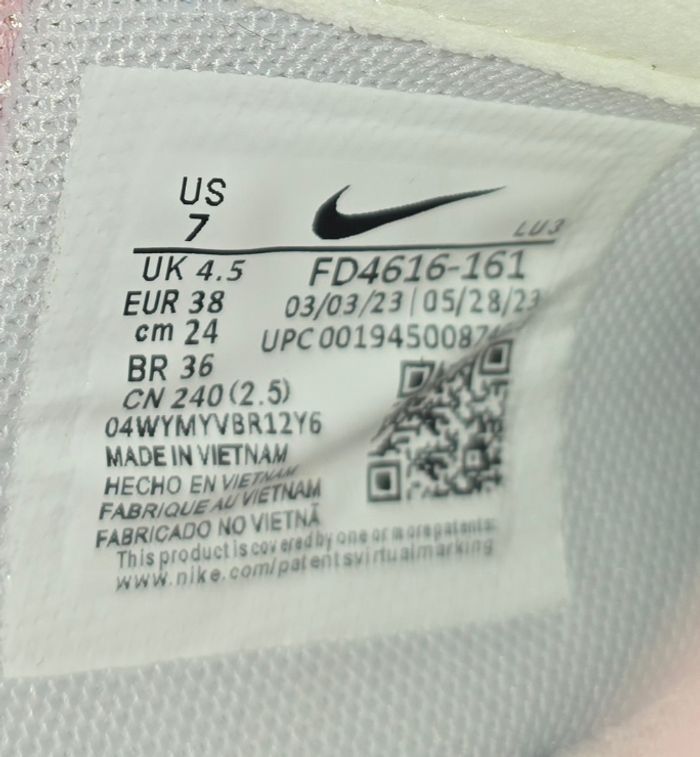 US
7
LU3
UK 4.5
FD4616-161
EUR 38
03/03/23 | 05/28/23
cm 24
UPC
BR 36
CN 240 (2.5)
04WYMYVBR12Y6
MADE IN VIETNAM
HECHO EN VIETNAM
FABRIQUE AU VIETNAM
FABRICADO NO VIETNÃ
This product is covered by one or more patents:
www.nike.com/patentsvirtualmarking